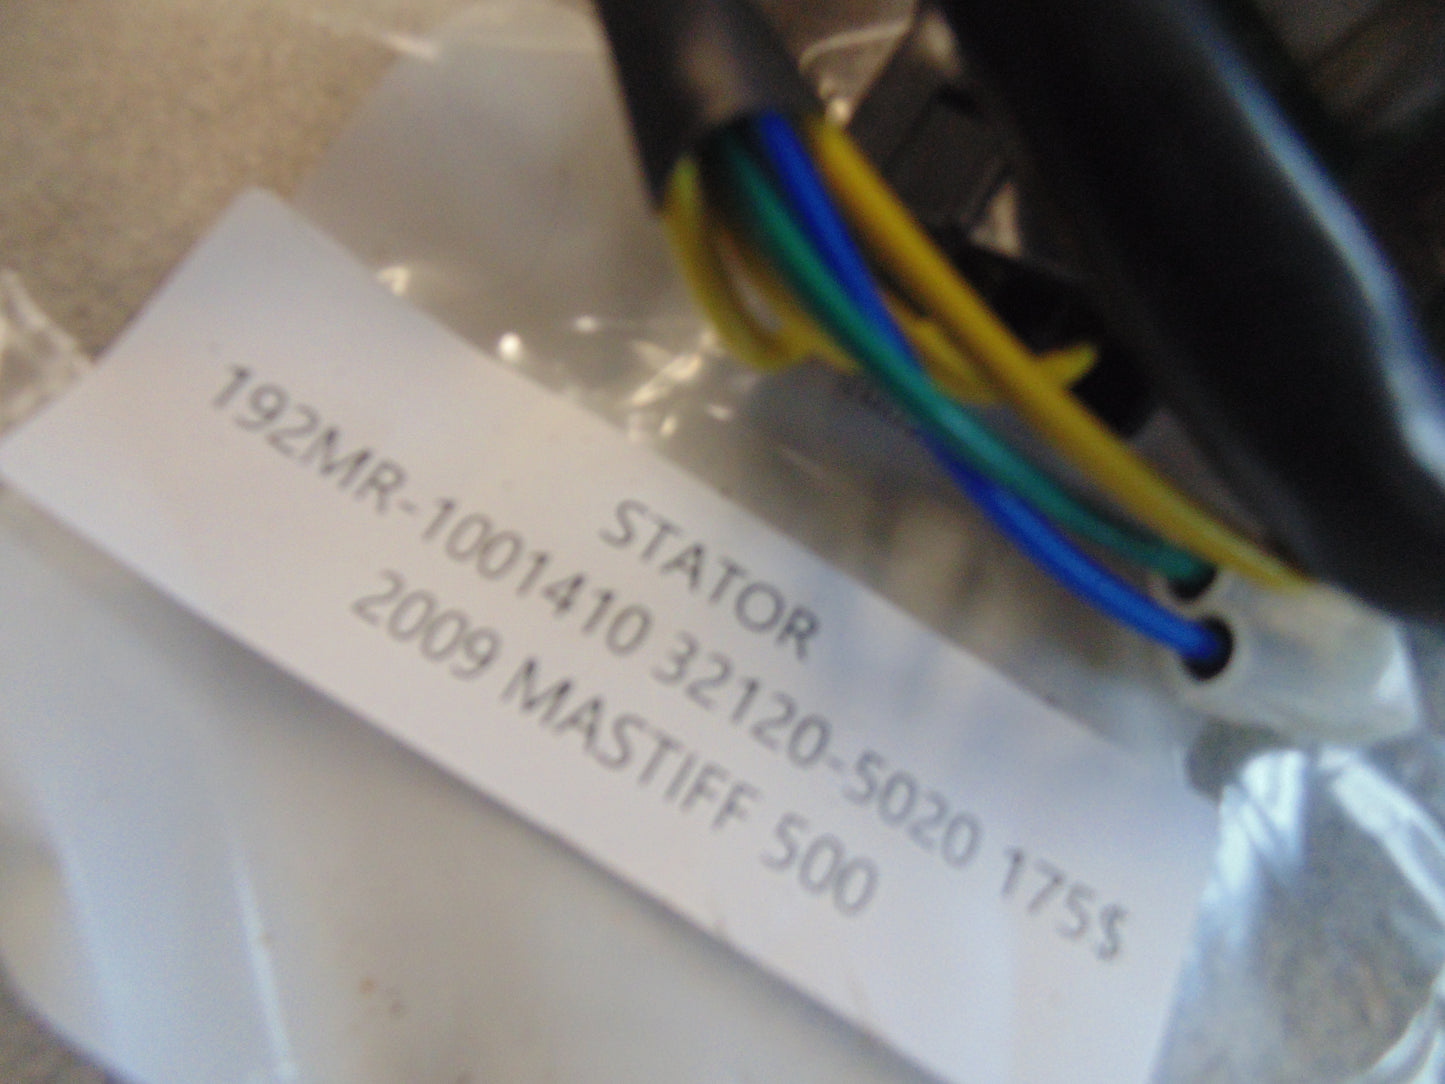 STATOR
192MR-1001410 32120-5020 175$
2009 MASTIFF 500